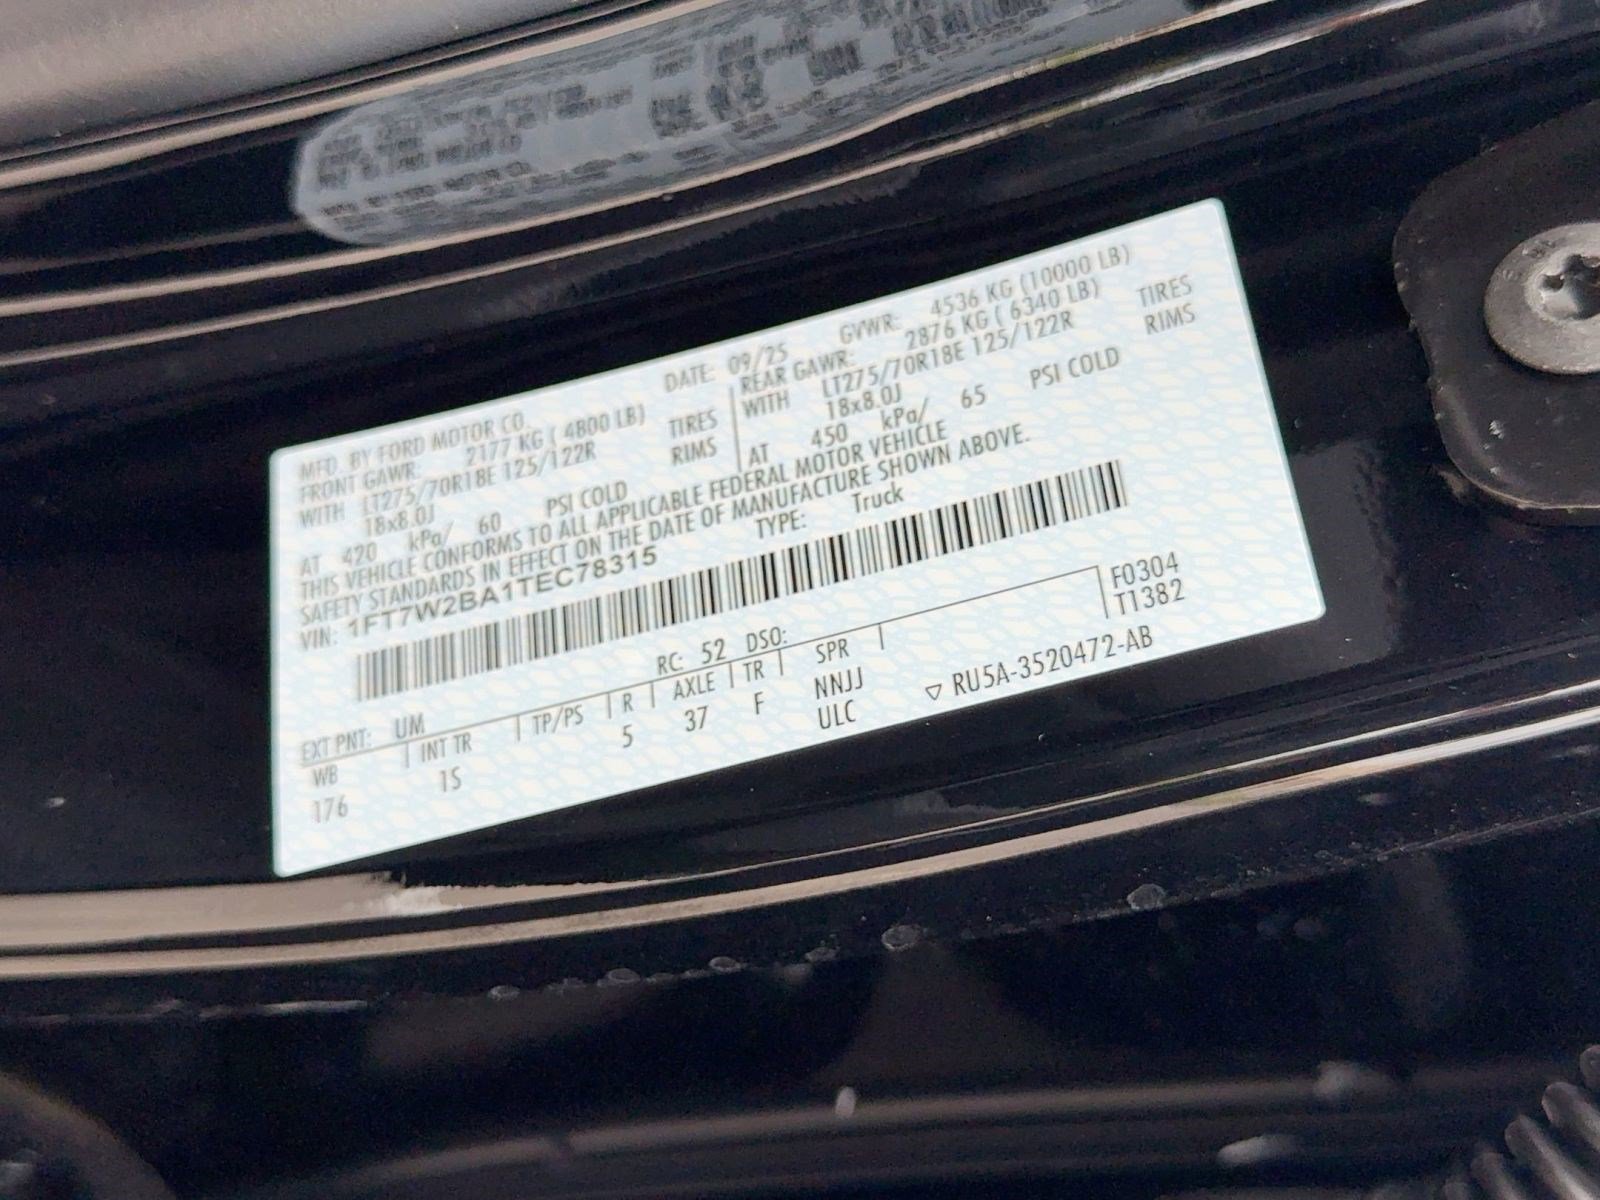 MFD. BY FORD MOTOR CO.
DATE: 09/25 GVWR: 4536 KG (10000 LB)
FRONT GAWR: 2177 KG ( 4800 LB)
REAR GAWR: 2876 KG ( 6340 LB)
WITH LT275/70R18E 125/122R TIRES
WITH LT275/70R18E 125/122R TIRES
18x8.0J RIMS
18x8.0J RIMS
AT 420 kPa/ 60 PSI COLD
AT 450 kPa/ 65 PSI COLD
THIS VEHICLE CONFORMS TO ALL APPLICABLE FEDERAL MOTOR VEHICLE
SAFETY STANDARDS IN EFFECT ON THE DATE OF MANUFACTURE SHOWN ABOVE.
VIN: 1FT7W2BA1TEC78315 TYPE: Truck
F0304
T1382
EXT PNT: UM RC: 52 DSO:
WB INT TR TP/PS R AXLE TR SPR
176 1S 5 37 F NNJJ
ULC
▽ RU5A-3520472-AB